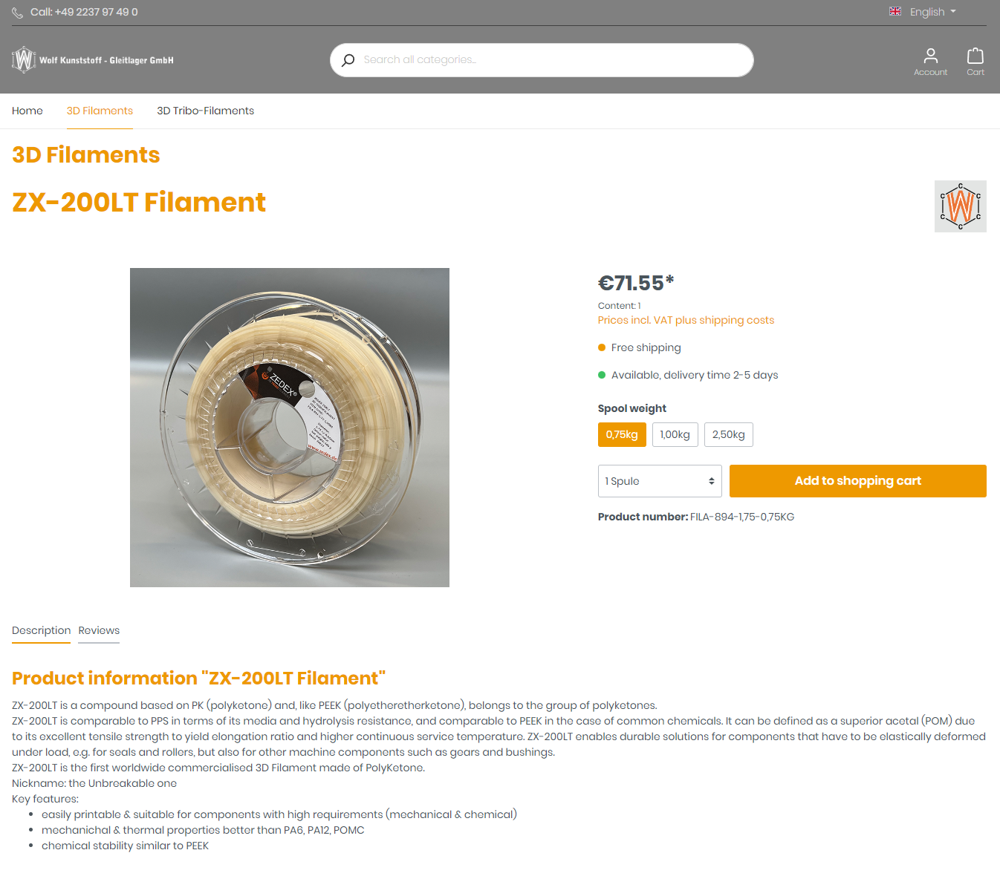 Call: +49 2237 97 49 0
English
Wolf Kunststoff - Gleitlager GmbH
Search all categories...
Account
Cart
Home
3D Filaments
3D Tribo-Filaments
3D Filaments
ZX-200LT Filament
C
C C
W
C C
C
€71.55*
Content: 1
Prices incl. VAT plus shipping costs
Free shipping
Available, delivery time 2-5 days
Spool weight
0,75kg
1,00kg
2,50kg
1 Spule
Add to shopping cart
Product number: FILA-894-1,75-0,75KG
ZEDEX®
www.zedex.de
Description
Reviews
Product information "ZX-200LT Filament"
ZX-200LT is a compound based on PK (polyketone) and, like PEEK (polyetheretherketone), belongs to the group of polyketones.
ZX-200LT is comparable to PPS in terms of its media and hydrolysis resistance, and comparable to PEEK in the case of common chemicals. It can be defined as a superior acetal (POM) due
to its excellent tensile strength to yield elongation ratio and higher continuous service temperature. ZX-200LT enables durable solutions for components that have to be elastically deformed
under load, e.g. for seals and rollers, but also for other machine components such as gears and bushings.
ZX-200LT is the first worldwide commercialised 3D Filament made of PolyKetone.
Nickname: the Unbreakable one
Key features:
easily printable & suitable for components with high requirements (mechanical & chemical)
mechanichal & thermal properties better than PA6, PA12, POMC
chemical stability similar to PEEK